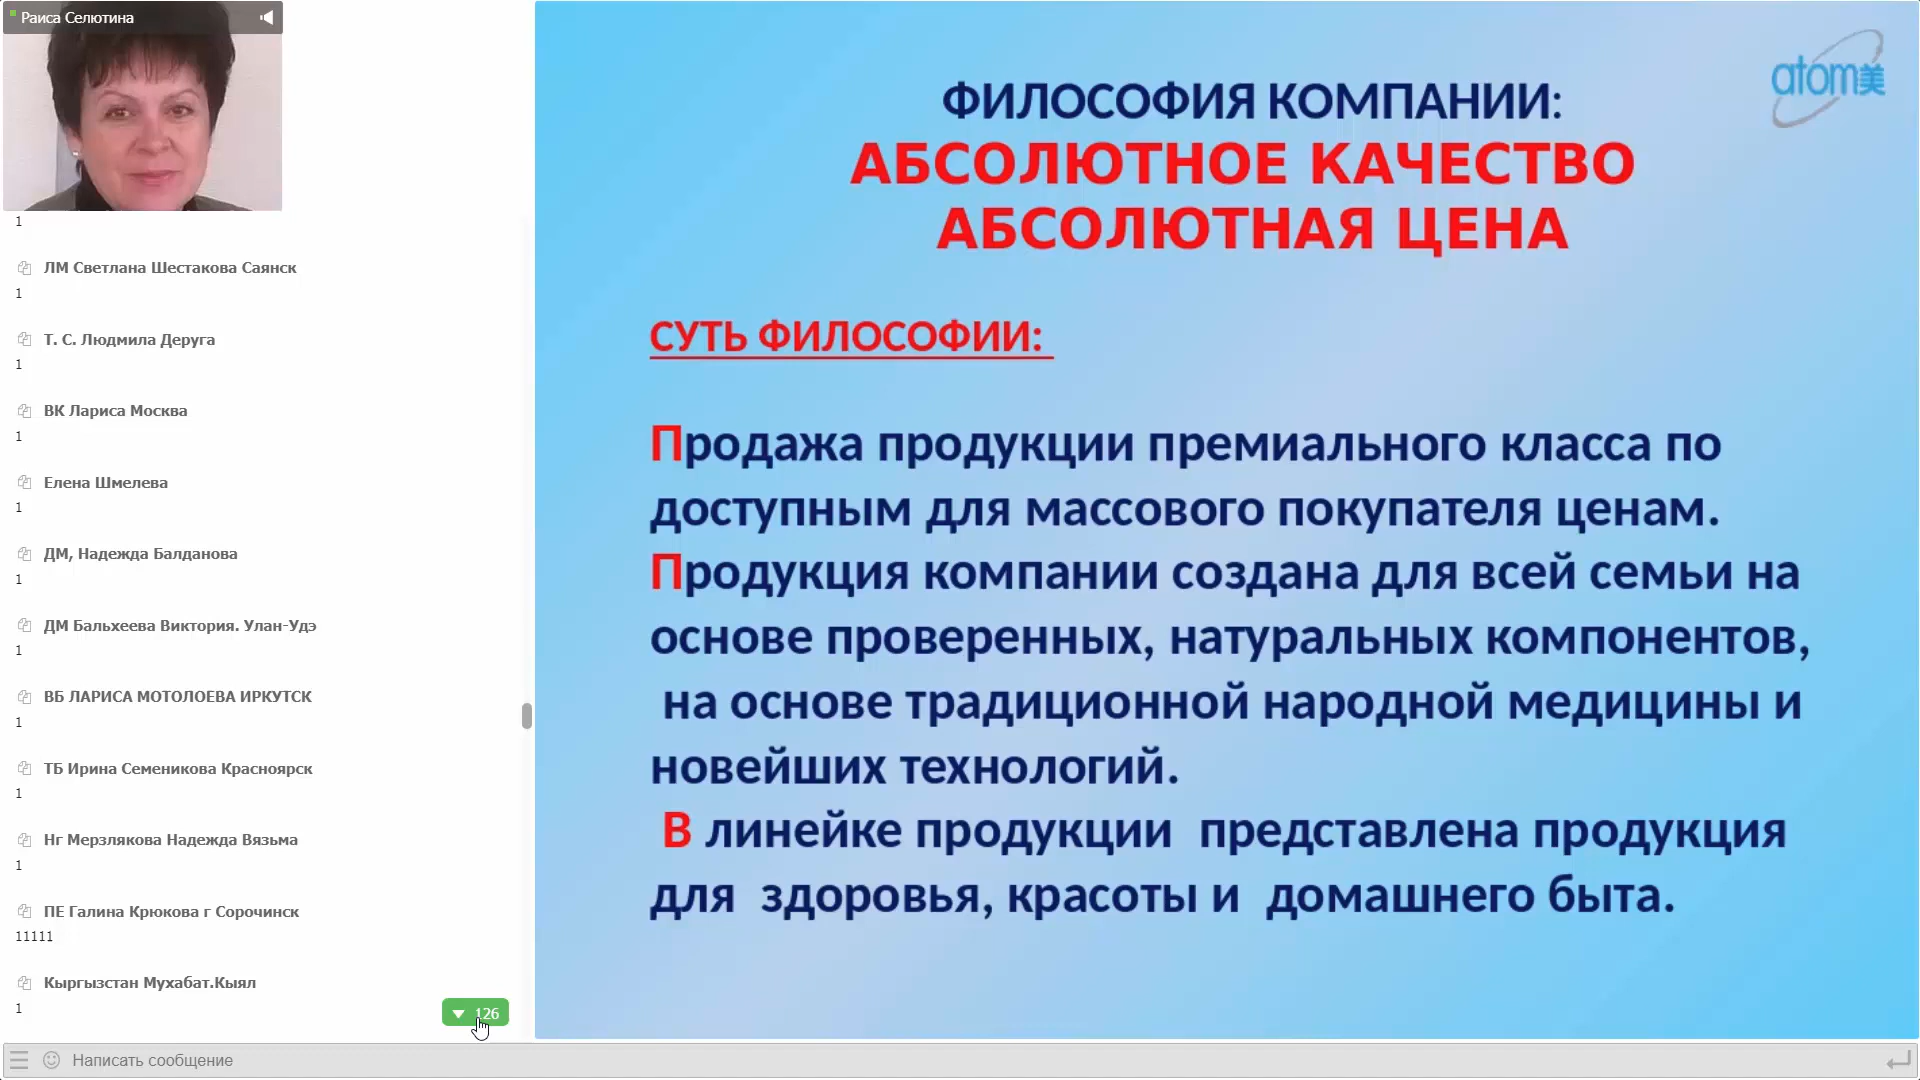 Раиса Селютина
1
ЛМ Светлана Шестакова Саянск
1
Т. С. Людмила Деруга
1
ВК Лариса Москва
1
Елена Шмелева
1
ДМ, Надежда Балданова
1
ДМ Бальхеева Виктория. Улан-Удэ
1
ВБ ЛАРИСА МОТОЛОЕВА ИРКУТСК
1
ТБ Ирина Семеникова Красноярск
1
Нг Мерзлякова Надежда Вязьма
1
ПЕ Галина Крюкова г Сорочинск
11111
Кыргызстан Мухабат.Кыял
1
126
Написать сообщение
atom美
ФИЛОСОФИЯ КОМПАНИИ:
АБСОЛЮТНОЕ КАЧЕСТВО
АБСОЛЮТНАЯ ЦЕНА
СУТЬ ФИЛОСОФИИ:
Продажа продукции премиального класса по
доступным для массового покупателя ценам.
Продукция компании создана для всей семьи на
основе проверенных, натуральных компонентов,
на основе традиционной народной медицины и
новейших технологий.
В линейке продукции представлена продукция
для здоровья, красоты и домашнего быта.